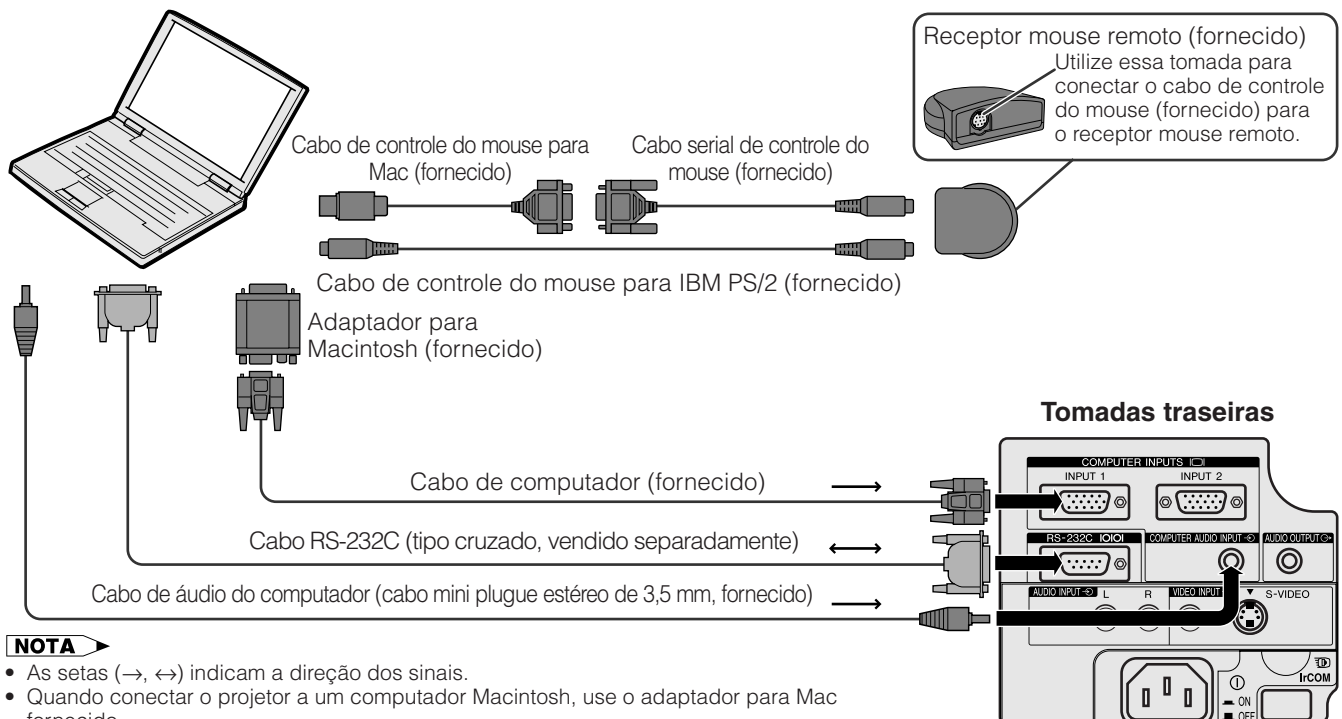 Receptor mouse remoto (fornecido)
Utilize essa tomada para
conectar o cabo de controle
do mouse (fornecido) para
o receptor mouse remoto.
Cabo de controle do mouse para
Mac (fornecido)
Cabo serial de controle do
mouse (fornecido)
Cabo de controle do mouse para IBM PS/2 (fornecido)
Adaptador para
Macintosh (fornecido)
Tomadas traseiras
COMPUTER INPUTS
INPUT 1
INPUT 2
Cabo de computador (fornecido)
Cabo RS-232C (tipo cruzado, vendido separadamente)
RS-232C
COMPUTER AUDIO INPUT
AUDIO OUTPUT
Cabo de áudio do computador (cabo mini plugue estéreo de 3,5 mm, fornecido)
AUDIO INPUT L R
VIDEO INPUT
S-VIDEO
IrCOM
ON
OFF
NOTA
• As setas (→, ↔) indicam a direção dos sinais.
• Quando conectar o projetor a um computador Macintosh, use o adaptador para Mac